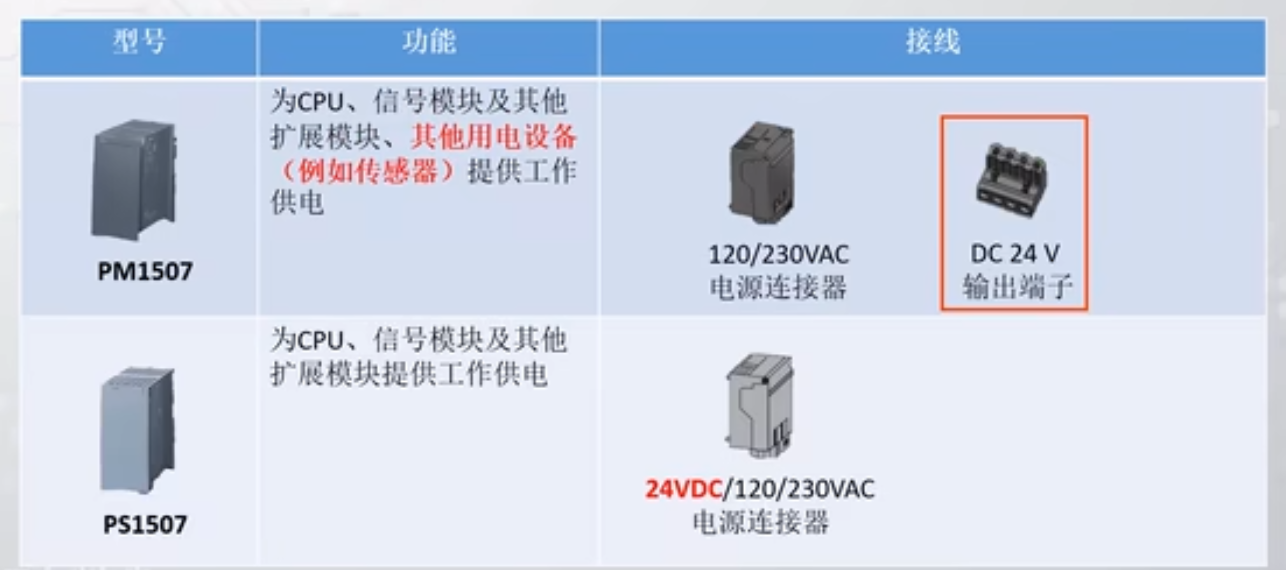 型号
功能
接线
为CPU、信号模块及其他
扩展模块、其他用电设备
（例如传感器）提供工作
供电
PM1507
120/230VAC
电源连接器
DC 24 V
输出端子
为CPU、信号模块及其他
扩展模块提供工作供电
PS1507
24VDC/120/230VAC
电源连接器